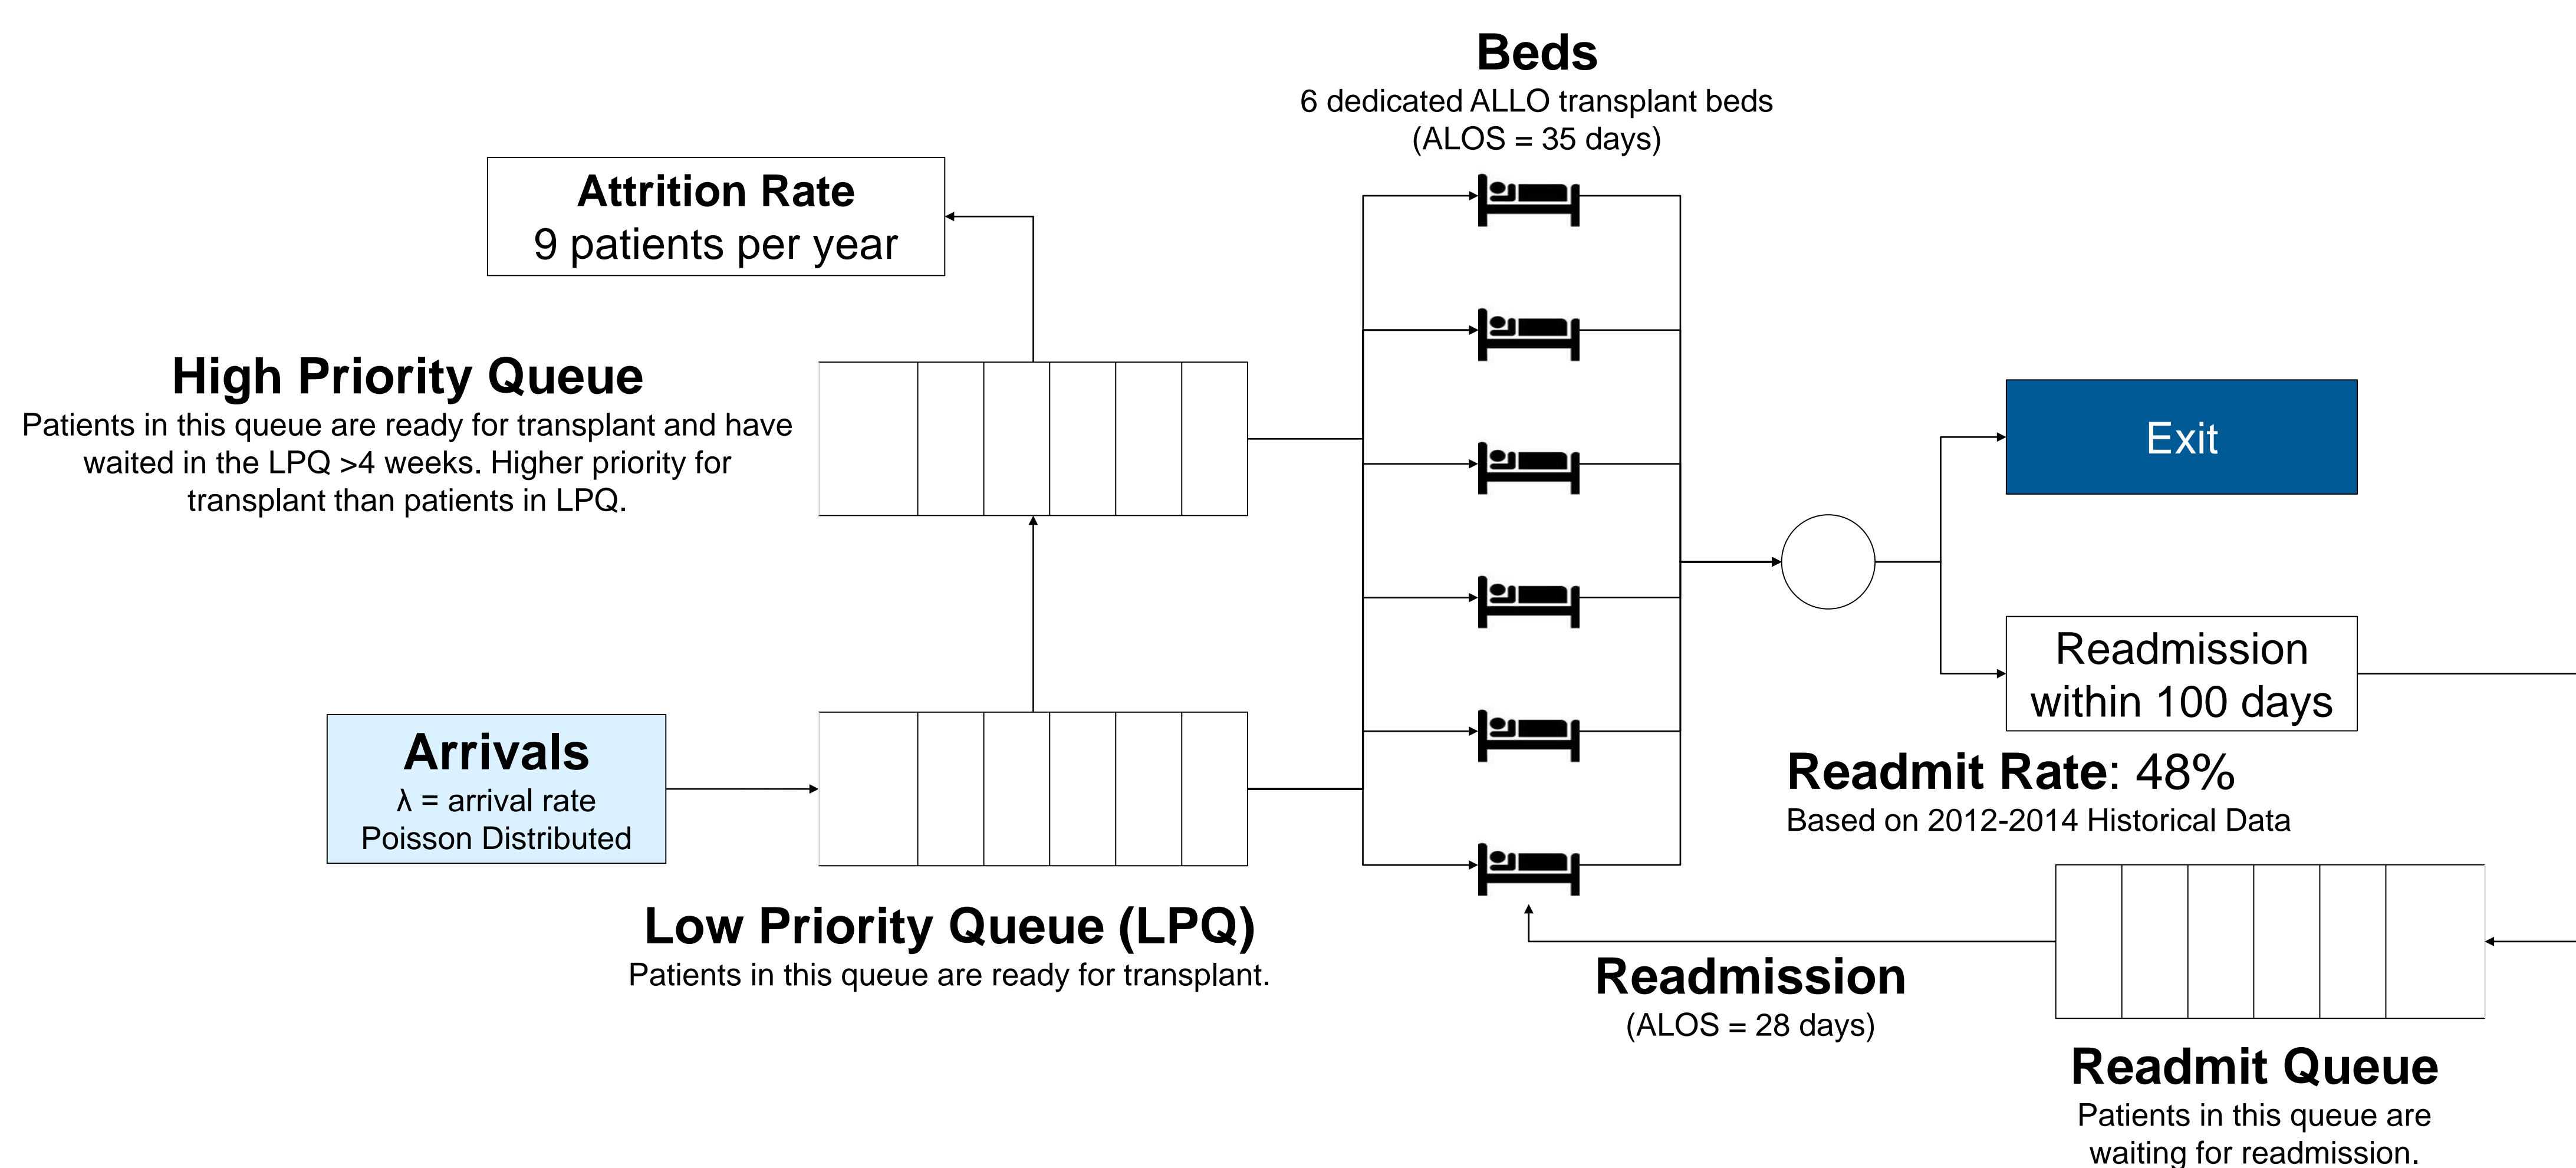 Beds
6 dedicated ALLO transplant beds
(ALOS = 35 days)
Attrition Rate
9 patients per year
High Priority Queue
Patients in this queue are ready for transplant and have
waited in the LPQ >4 weeks. Higher priority for
transplant than patients in LPQ.
Exit
Arrivals
λ = arrival rate
Poisson Distributed
Low Priority Queue (LPQ)
Patients in this queue are ready for transplant.
Readmission
within 100 days
Readmit Rate: 48%
Based on 2012-2014 Historical Data
Readmission
(ALOS = 28 days)
Readmit Queue
Patients in this queue are
waiting for readmission.